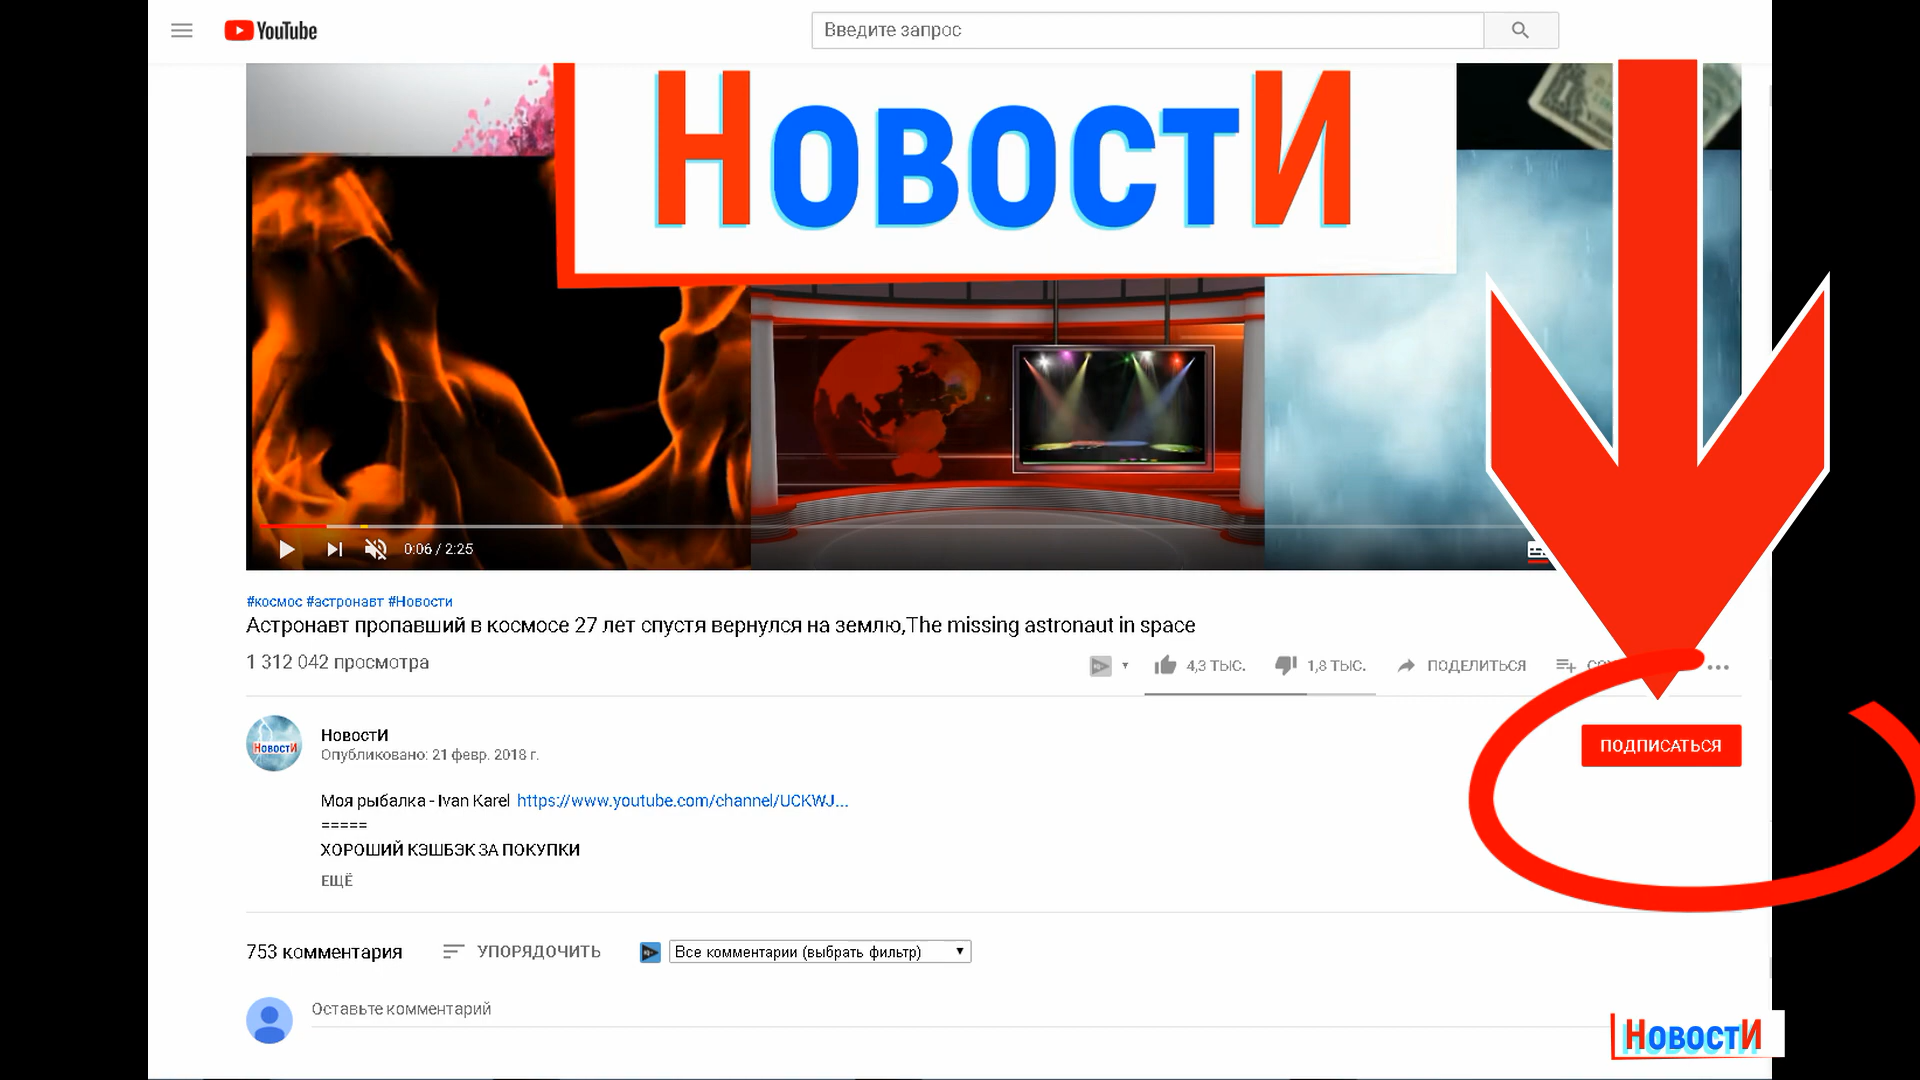 YouTube
Введите запрос
НовостИ
0:06 / 2:25
#космос #астронавт #Новости
Астронавт пропавший в космосе 27 лет спустя вернулся на землю,The missing astronaut in space
1 312 042 просмотра
4,3 ТЫС.
1,8 ТЫС.
ПОДЕЛИТЬСЯ
НовостИ
НовостИ
Опубликовано: 21 февр. 2018 г.
ПОДПИСАТЬСЯ
Моя рыбалка - Ivan Karel https://www.youtube.com/channel/UCKWJ...
=====
ХОРОШИЙ КЭШБЭК ЗА ПОКУПКИ
ЕЩЁ
753 комментария
УПОРЯДОЧИТЬ
Все комментарии (выбрать фильтр)
Оставьте комментарий
НовостИ